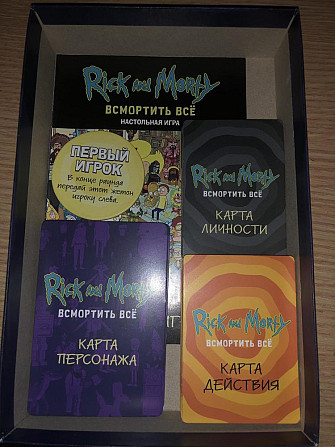 Rick and Morty
ВСМОРТИТЬ ВСЁ
НАСТОЛЬНАЯ ИГРА
ПЕРВЫЙ
ИГРОК
В конце раунда
передай этот жетон
игроку слева.
Rick and Morty
ВСМОРТИТЬ ВСЁ
КАРТА
ЛИЧНОСТИ
Rick and Morty
ВСМОРТИТЬ ВСЁ
КАРТА
ПЕРСОНАЖА
Rick and Morty
ВСМОРТИТЬ ВСЁ
КАРТА
ДЕЙСТВИЯ